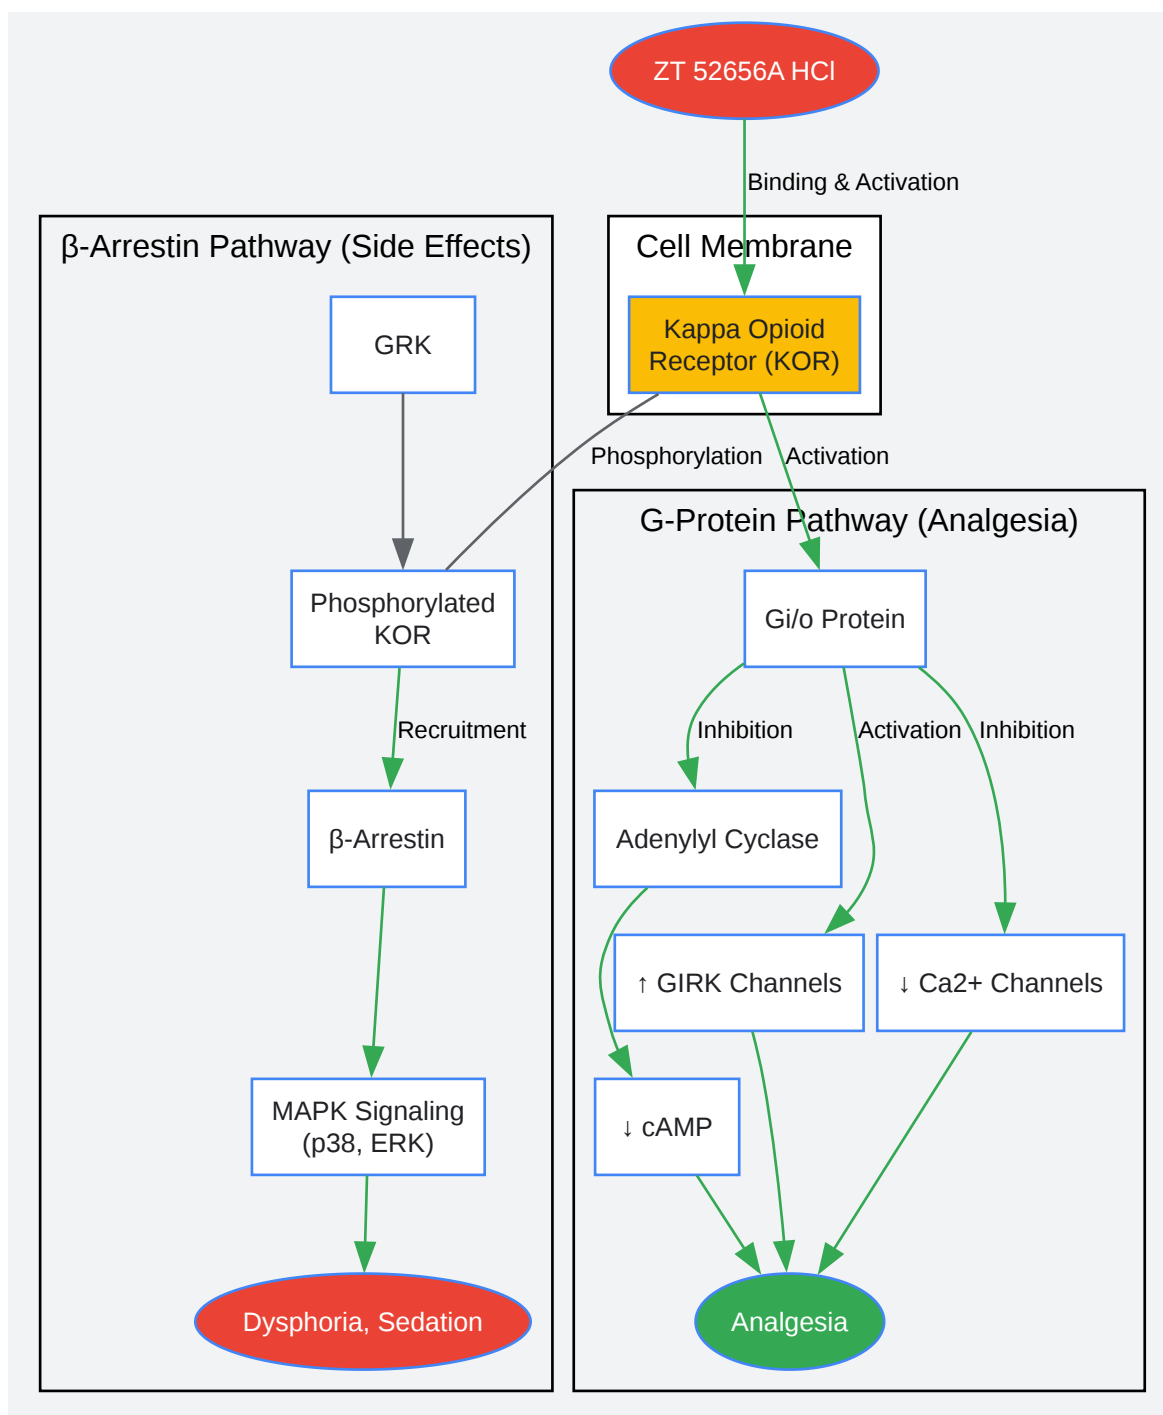 ZT 52656A HCl
Binding & Activation
β-Arrestin Pathway (Side Effects)
Cell Membrane
GRK
Kappa Opioid
Receptor (KOR)
Phosphorylation
Activation
G-Protein Pathway (Analgesia)
Phosphorylated
KOR
Gi/o Protein
Recruitment
Inhibition
Activation
Inhibition
β-Arrestin
Adenylyl Cyclase
↑ GIRK Channels
↓ Ca2+ Channels
MAPK Signaling
(p38, ERK)
↓ cAMP
Dysphoria, Sedation
Analgesia